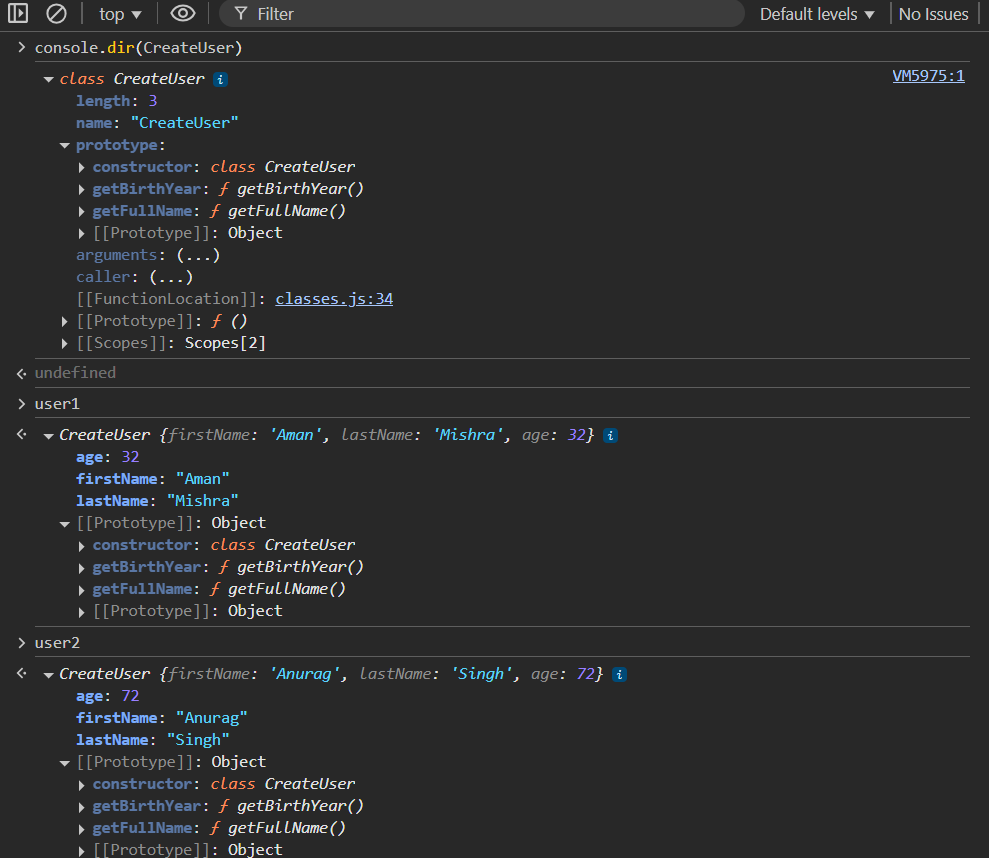 top ▼ Filter Default levels ▼ No Issues
> console.dir(CreateUser)
▼ class CreateUser i VM5975:1
length: 3
name: "CreateUser"
▼ prototype:
▶ constructor: class CreateUser
▶ getBirthYear: ƒ getBirthYear()
▶ getFullName: ƒ getFullName()
▶ [[Prototype]]: Object
arguments: (...)
caller: (...)
[[FunctionLocation]]: classes.js:34
▶ [[Prototype]]: ƒ ()
▶ [[Scopes]]: Scopes[2]
undefined
> user1
▼ CreateUser {firstName: 'Aman', lastName: 'Mishra', age: 32} i
age: 32
firstName: "Aman"
lastName: "Mishra"
▼ [[Prototype]]: Object
▶ constructor: class CreateUser
▶ getBirthYear: ƒ getBirthYear()
▶ getFullName: ƒ getFullName()
▶ [[Prototype]]: Object
> user2
▼ CreateUser {firstName: 'Anurag', lastName: 'Singh', age: 72} i
age: 72
firstName: "Anurag"
lastName: "Singh"
▼ [[Prototype]]: Object
▶ constructor: class CreateUser
▶ getBirthYear: ƒ getBirthYear()
▶ getFullName: ƒ getFullName()
▶ [[Prototype]]: Object